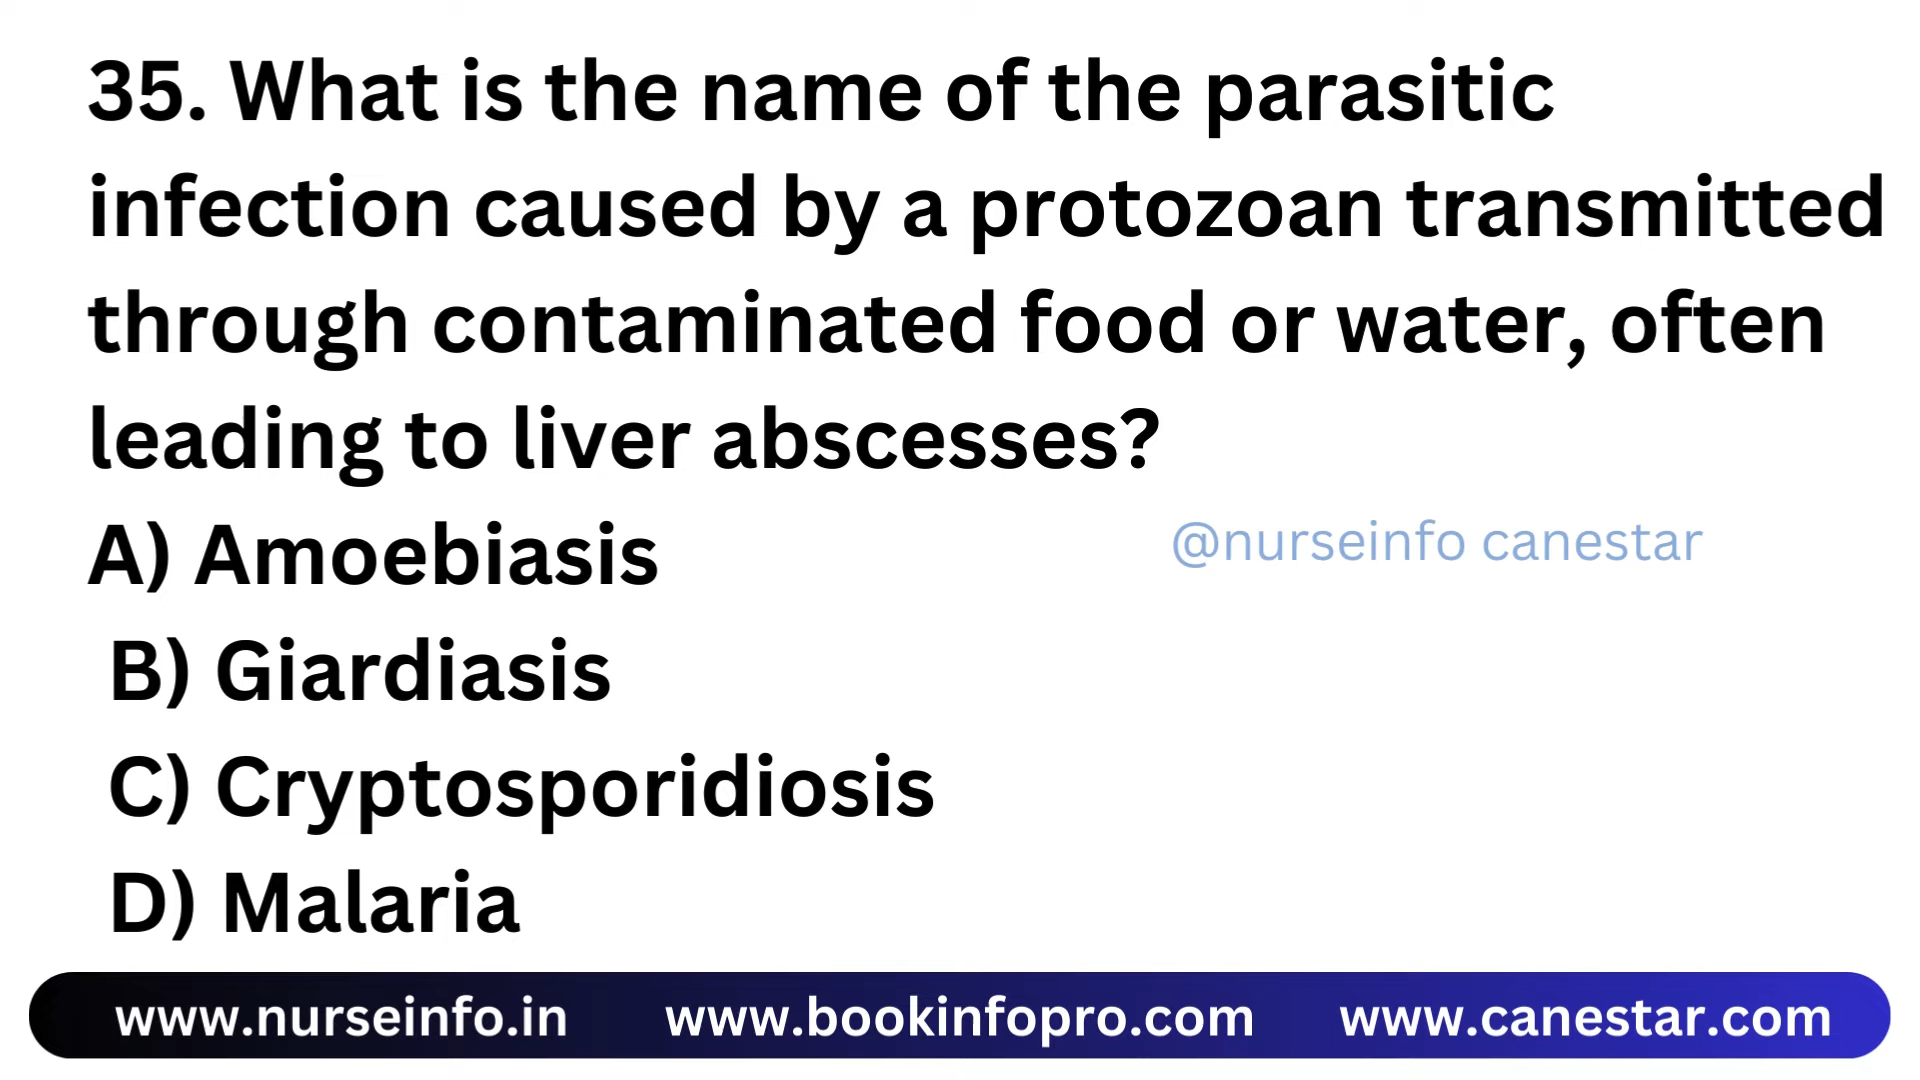 35. What is the name of the parasitic
infection caused by a protozoan transmitted
through contaminated food or water, often
leading to liver abscesses?
A) Amoebiasis
@nurseinfo canestar
B) Giardiasis
C) Cryptosporidiosis
D) Malaria
www.nurseinfo.in www.bookinfopro.com www.canestar.com